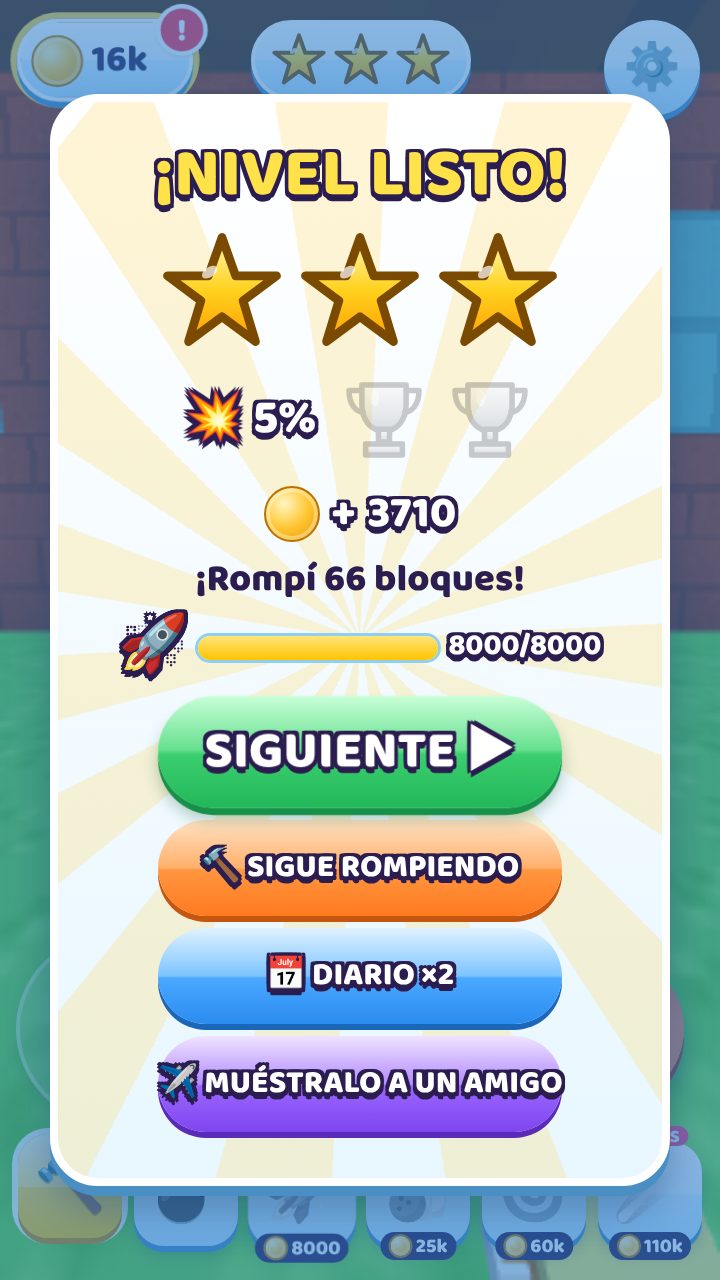 16k
!
¡NIVEL LISTO!
5%
+ 3710
¡Rompí 66 bloques!
8000/8000
SIGUIENTE
SIGUE ROMPIENDO
July
17
DIARIO ×2
MUÉSTRALO A UN AMIGO
8000
25k
60k
110k